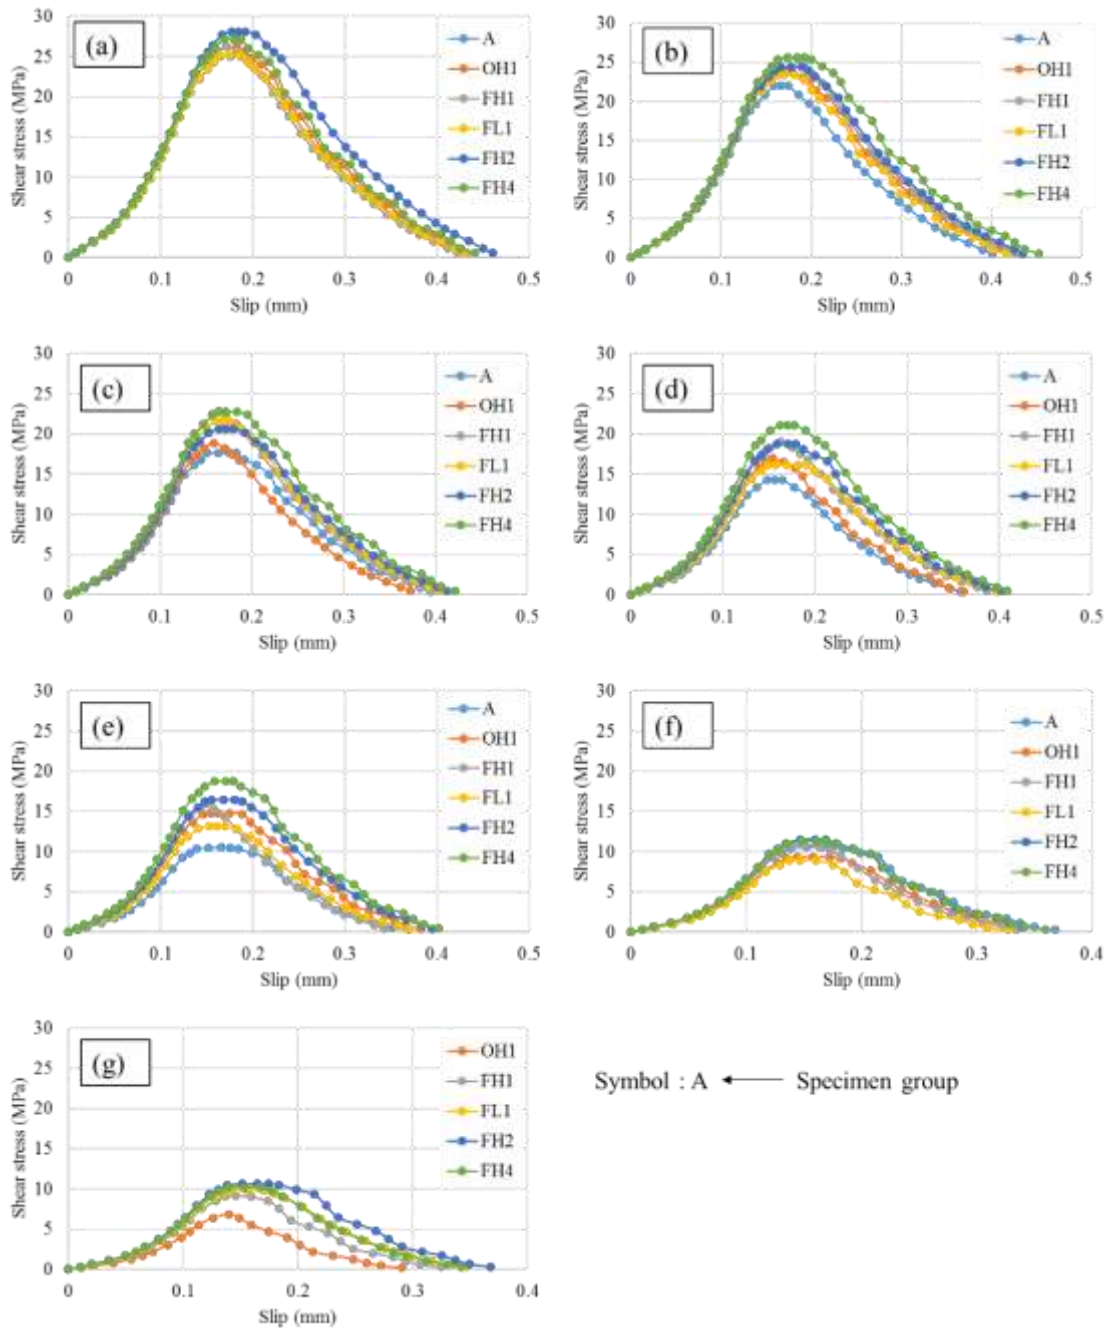 (a)
Shear stress (MPa)
30
25
20
15
10
5
0
0 0.1 0.2 0.3 0.4 0.5
Slip (mm)
A
OH1
FH1
FL1
FH2
FH4
(b)
Shear stress (MPa)
30
25
20
15
10
5
0
0 0.1 0.2 0.3 0.4 0.5
Slip (mm)
A
OH1
FH1
FL1
FH2
FH4
(c)
Shear stress (MPa)
30
25
20
15
10
5
0
0 0.1 0.2 0.3 0.4 0.5
Slip (mm)
A
OH1
FH1
FL1
FH2
FH4
(d)
Shear stress (MPa)
30
25
20
15
10
5
0
0 0.1 0.2 0.3 0.4 0.5
Slip (mm)
A
OH1
FH1
FL1
FH2
FH4
(e)
Shear stress (MPa)
30
25
20
15
10
5
0
0 0.1 0.2 0.3 0.4 0.5
Slip (mm)
A
OH1
FH1
FL1
FH2
FH4
(f)
Shear stress (MPa)
30
25
20
15
10
5
0
0 0.1 0.2 0.3 0.4
Slip (mm)
A
OH1
FH1
FL1
FH2
FH4
(g)
Shear stress (MPa)
30
25
20
15
10
5
0
0 0.1 0.2 0.3 0.4
Slip (mm)
OH1
FH1
FL1
FH2
FH4
Symbol : A ← Specimen group